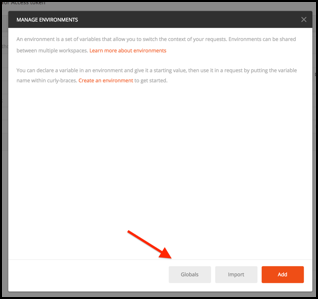 MANAGE ENVIRONMENTS
An environment is a set of variables that allow you to switch the context of your requests. Environments can be shared
between multiple workspaces. Learn more about environments
You can declare a variable in an environment and give it a starting value, then use it in a request by putting the variable
name within curly-braces. Create an environment to get started.
Globals Import Add